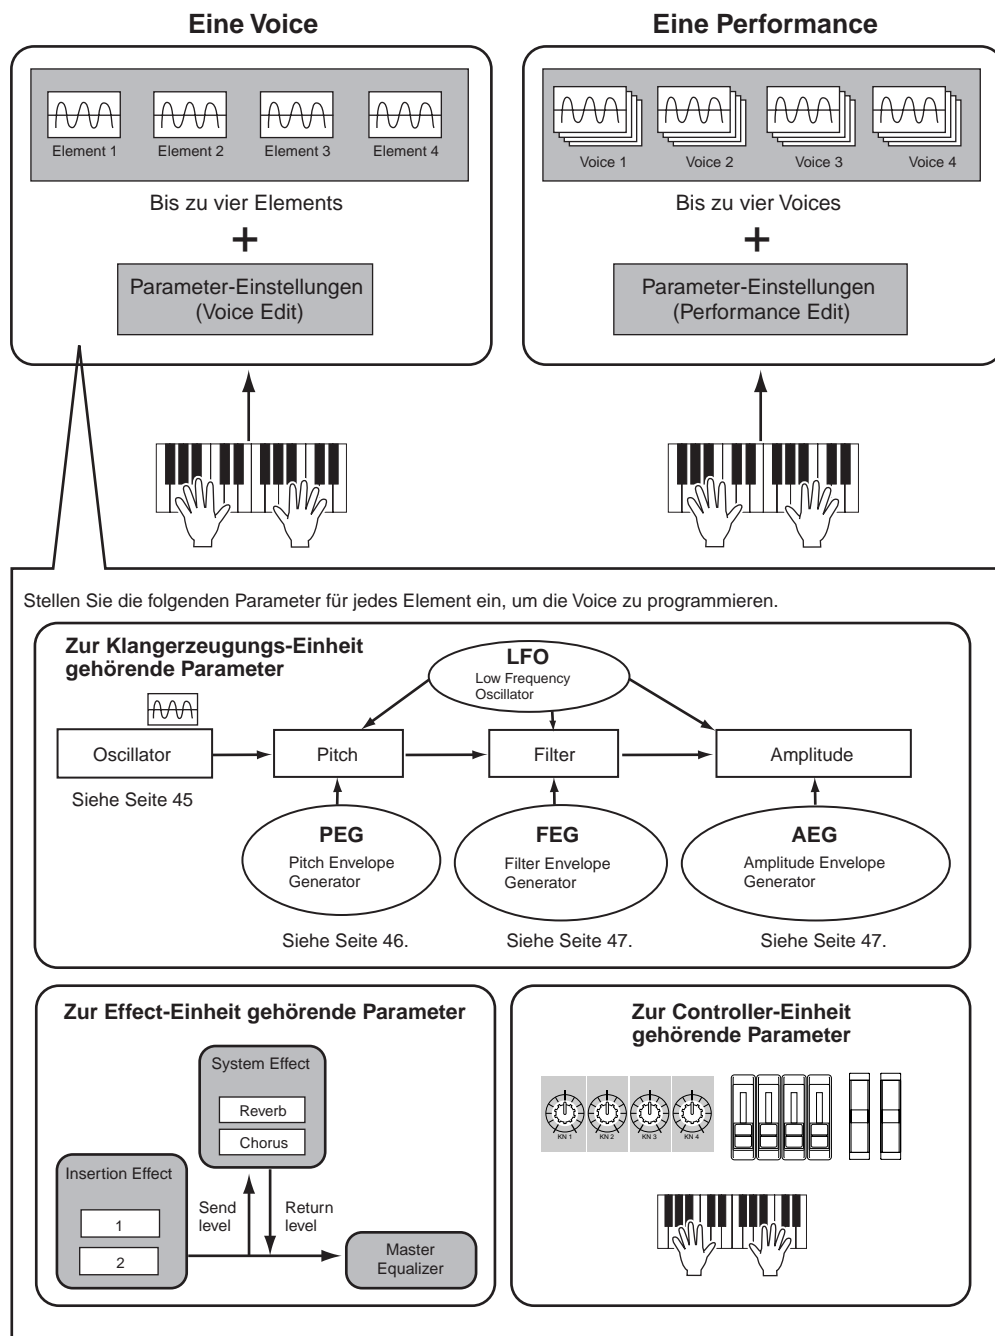 Eine Voice
Element 1 Element 2 Element 3 Element 4
Bis zu vier Elements
+
Parameter-Einstellungen
(Voice Edit)
Eine Performance
Voice 1 Voice 2 Voice 3 Voice 4
Bis zu vier Voices
+
Parameter-Einstellungen
(Performance Edit)
Stellen Sie die folgenden Parameter für jedes Element ein, um die Voice zu programmieren.
Zur Klangerzeugungs-Einheit
gehörende Parameter
LFO
Low Frequency
Oscillator
Oscillator
Pitch
Filter
Amplitude
Siehe Seite 45
PEG
Pitch Envelope
Generator
FEG
Filter Envelope
Generator
AEG
Amplitude Envelope
Generator
Siehe Seite 46.
Siehe Seite 47.
Siehe Seite 47.
Zur Effect-Einheit gehörende Parameter
System Effect
Reverb
Chorus
Insertion Effect
1
2
Send
level
Return
level
Master
Equalizer
Zur Controller-Einheit
gehörende Parameter
KN 1 KN 2 KN 3 KN 4